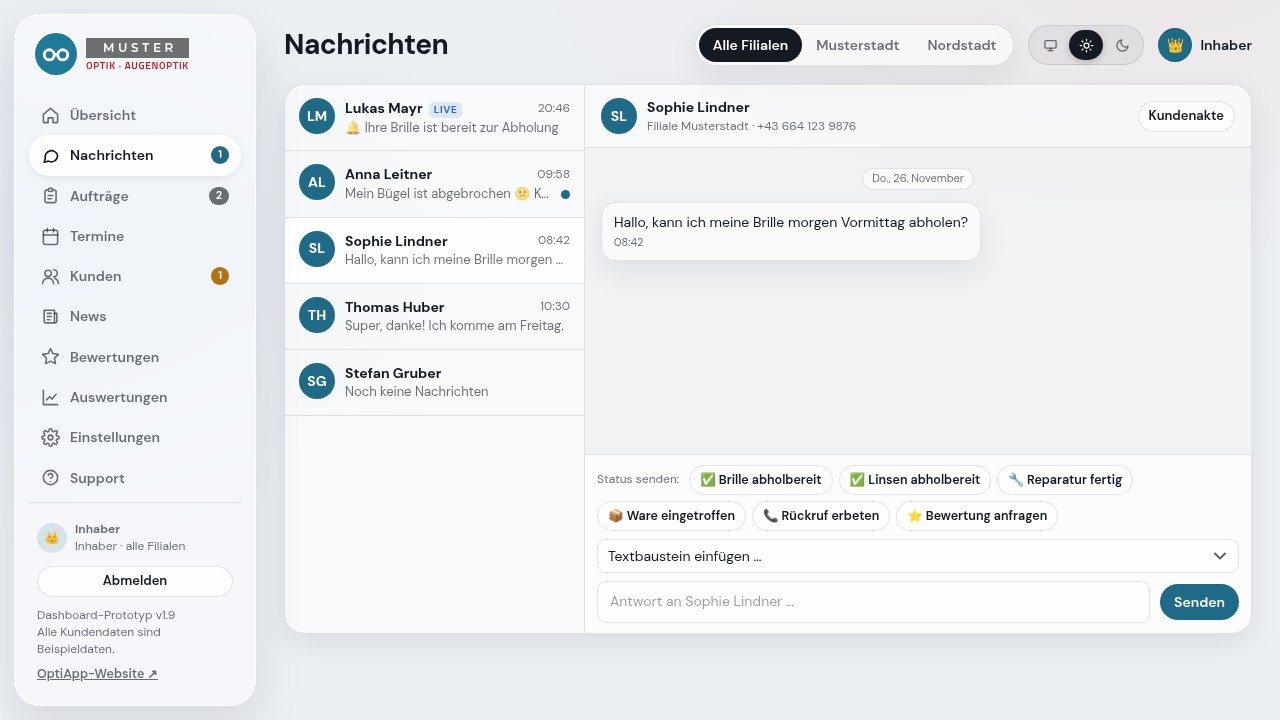 MUSTER
OPTIK · AUGENOPTIK
Übersicht
Nachrichten 1
Aufträge 2
Termine
Kunden 1
News
Bewertungen
Auswertungen
Einstellungen
Support
👑 Inhaber
Inhaber · alle Filialen
Abmelden
Dashboard-Prototyp v1.9
Alle Kundendaten sind
Beispieldaten.
OptiApp-Website ↗
Nachrichten
Alle Filialen Musterstadt Nordstadt
👑 Inhaber
LM Lukas Mayr LIVE 20:46
🔔 Ihre Brille ist bereit zur Abholung
AL Anna Leitner 09:58
Mein Bügel ist abgebrochen 😕 K...
SL Sophie Lindner 08:42
Hallo, kann ich meine Brille morgen ...
TH Thomas Huber 10:30
Super, danke! Ich komme am Freitag.
SG Stefan Gruber
Noch keine Nachrichten
SL Sophie Lindner
Filiale Musterstadt · +43 664 123 9876
Kundenakte
Do., 26. November
Hallo, kann ich meine Brille morgen Vormittag abholen?
08:42
Status senden: ✅ Brille abholbereit ✅ Linsen abholbereit 🔧 Reparatur fertig
📦 Ware eingetroffen 📞 Rückruf erbeten ⭐ Bewertung anfragen
Textbaustein einfügen ...
Antwort an Sophie Lindner ...
Senden